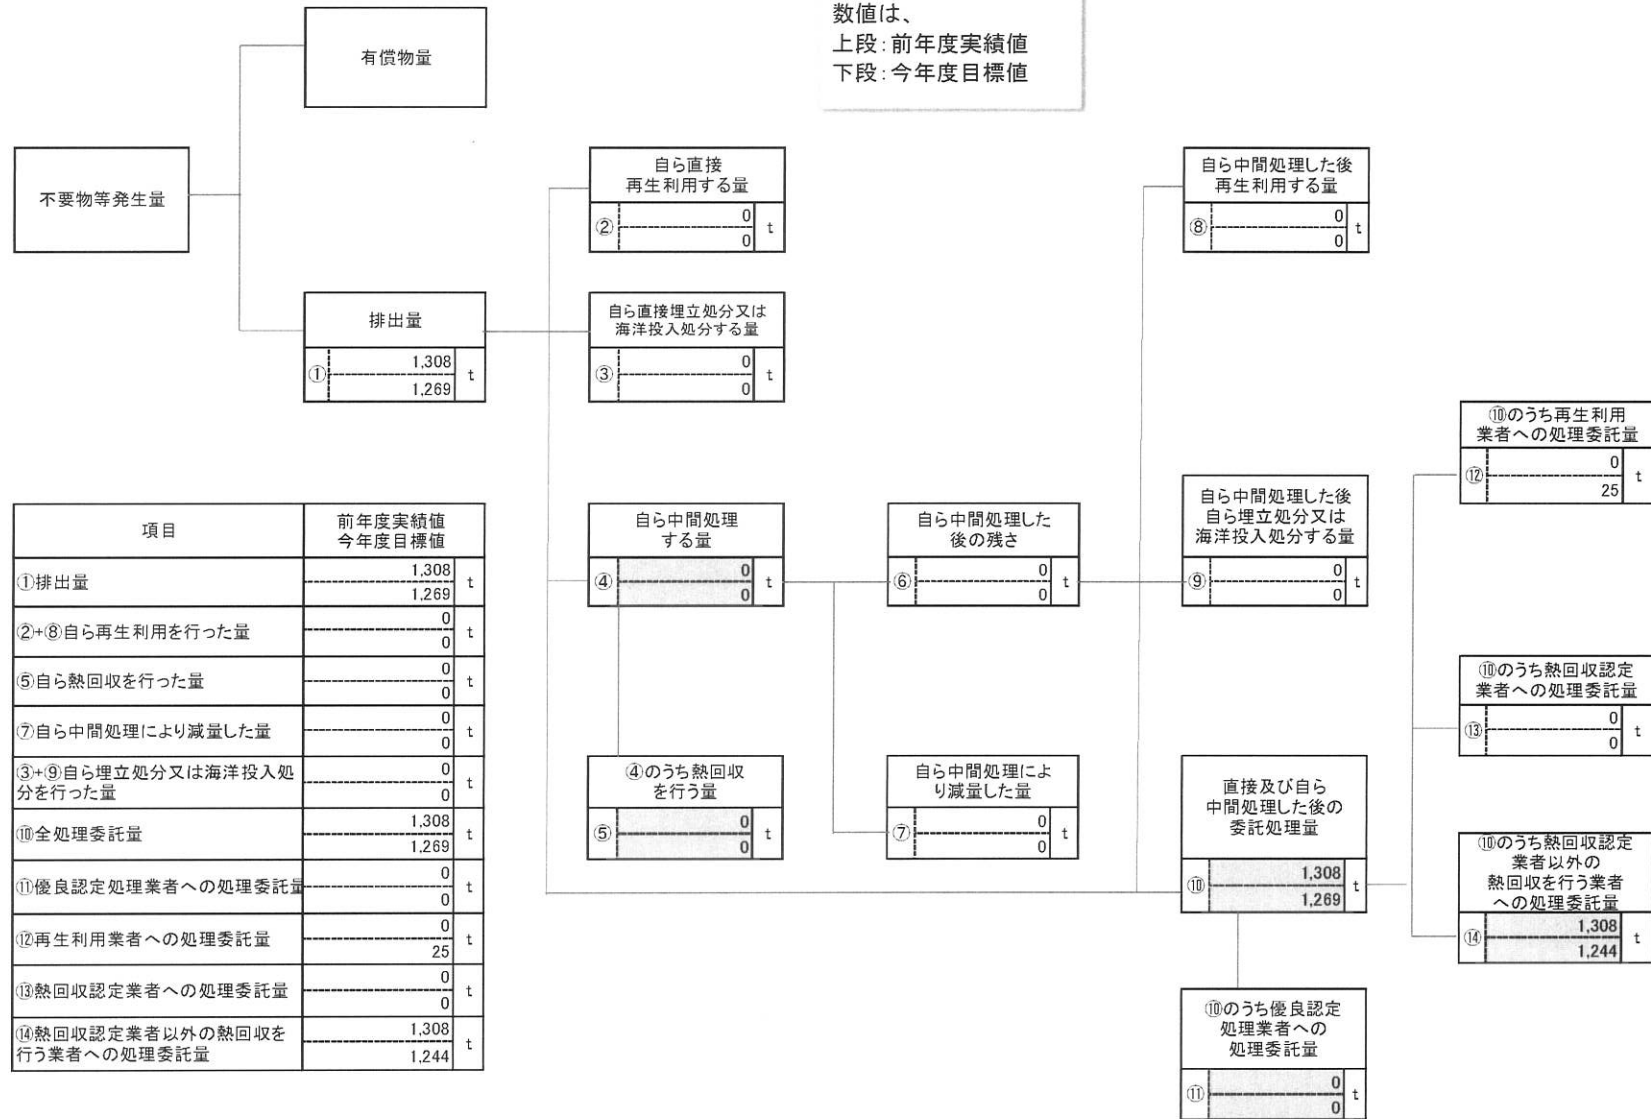 数値は、
上段:前年度実績値
下段:今年度目標値
有償物量
不要物等発生量
排出量
① 1,308 t
1,269
自ら直接
再生利用する量
② 0 t
0
自ら直接埋立処分又は
海洋投入処分する量
③ 0 t
0
自ら中間処理
する量
④ 0 t
0
④のうち熱回収
を行う量
⑤ 0 t
0
自ら中間処理した
後の残さ
⑥ 0 t
0
自ら中間処理によ
り減量した量
⑦ 0 t
0
自ら中間処理した後
再生利用する量
⑧ 0 t
0
自ら中間処理した後
自ら埋立処分又は
海洋投入処分する量
⑨ 0 t
0
直接及び自ら
中間処理した後の
委託処理量
⑩ 1,308 t
1,269
⑩のうち優良認定
処理業者への
処理委託量
⑪ 0 t
0
⑩のうち再生利用
業者への処理委託量
⑫ 0 t
25
⑩のうち熱回収認定
業者への処理委託量
⑬ 0 t
0
⑩のうち熱回収認定
業者以外の
熱回収を行う業者
への処理委託量
⑭ 1,308 t
1,244
項目 前年度実績値
今年度目標値
①排出量 1,308 t
1,269
②+⑧自ら再生利用を行った量 0 t
0
⑤自ら熱回収を行った量 0 t
0
⑦自ら中間処理により減量した量 0 t
0
③+⑨自ら埋立処分又は海洋投入処 0 t
分を行った量 0
⑩全処理委託量 1,308 t
1,269
⑪優良認定処理業者への処理委託量 0 t
0
⑫再生利用業者への処理委託量 0 t
25
⑬熱回収認定業者への処理委託量 0 t
0
⑭熱回収認定業者以外の熱回収を 1,308 t
行う業者への処理委託量 1,244